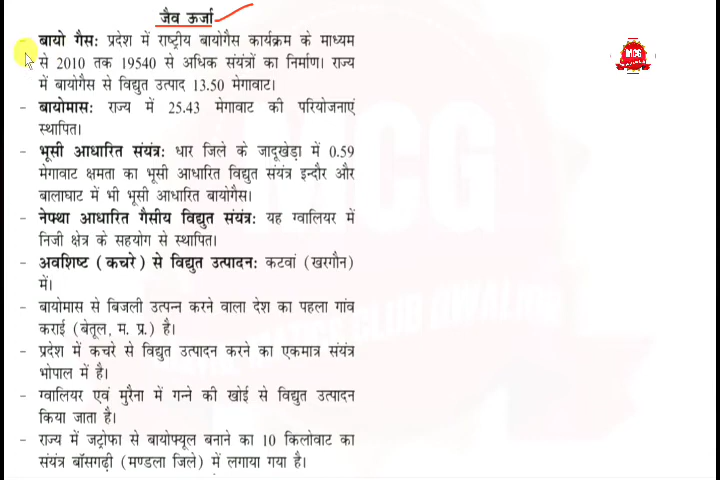 जैव ऊर्जा
- बायो गैस: प्रदेश में राष्ट्रीय बायोगैस कार्यक्रम के माध्यम
से 2010 तक 19540 से अधिक संयंत्रों का निर्माण। राज्य
में बायोगैस से विद्युत उत्पाद 13.50 मेगावाट।
- बायोमास: राज्य में 25.43 मेगावाट की परियोजनाएं
स्थापित।
- भूसी आधारित संयंत्र: धार जिले के जादूखेड़ा में 0.59
मेगावाट क्षमता का भूसी आधारित विद्युत संयंत्र इन्दौर और
बालाघाट में भी भूसी आधारित बायोगैस।
- नेफ्था आधारित गैसीय विद्युत संयंत्र: यह ग्वालियर में
निजी क्षेत्र के सहयोग से स्थापित।
- अवशिष्ट (कचरे) से विद्युत उत्पादन: कटवां (खरगौन)
में।
- बायोमास से बिजली उत्पन्न करने वाला देश का पहला गांव
कराई (बेतूल, म. प्र.) है।
- प्रदेश में कचरे से विद्युत उत्पादन करने का एकमात्र संयंत्र
भोपाल में है।
- ग्वालियर एवं मुरैना में गन्ने की खोई से विद्युत उत्पादन
किया जाता है।
- राज्य में जट्रोफा से बायोफ्यूल बनाने का 10 किलोवाट का
संयंत्र बाँसगढ़ी (मण्डला जिले) में लगाया गया है।
MCG
MCG